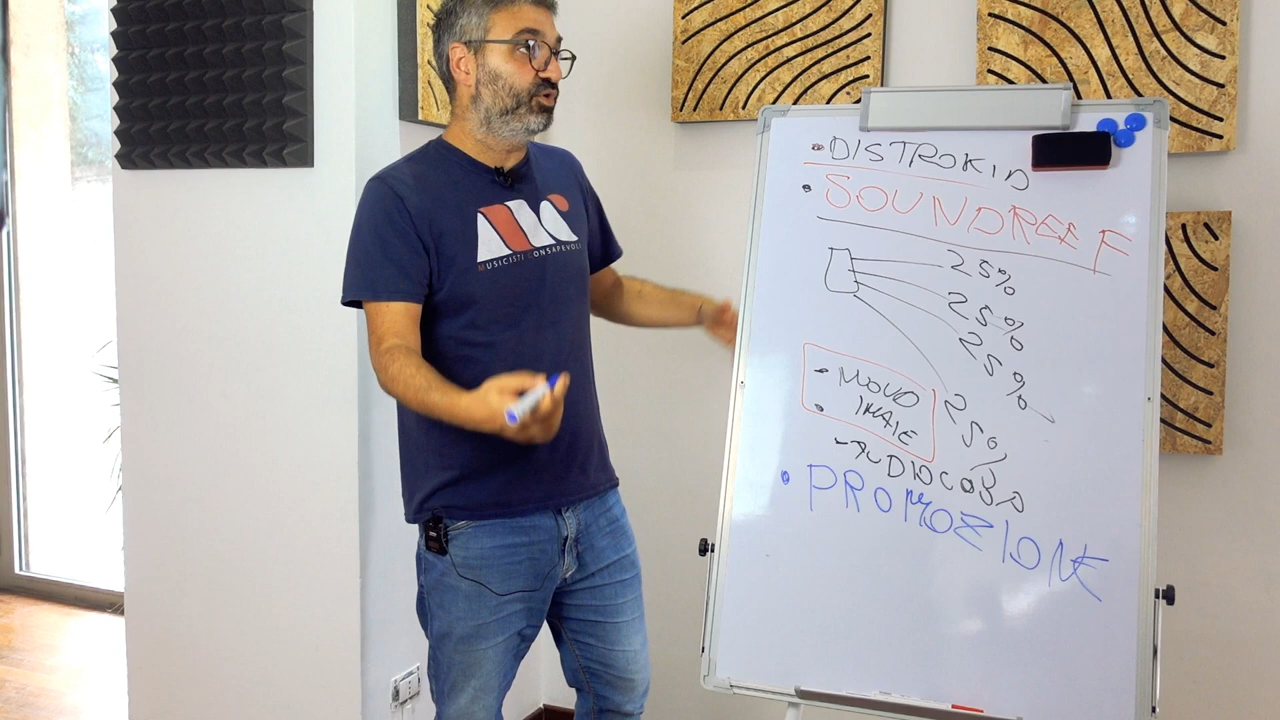 MUSICISTI CONSAPEVOLI
• DISTROKID
• SOUNDREEF
25%
25%
25%
25%
• NUOVO
• IMAIE
- AUDIOCOOP
• PROMOZIONE